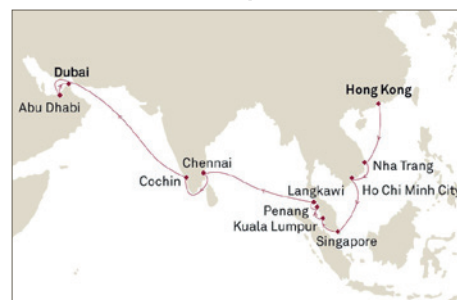 Dubai
Hong Kong
Abu Dhabi
Chennai
Nha Trang
Cochin
Langkawi
Ho Chi Minh City
Penang
Kuala Lumpur
Singapore